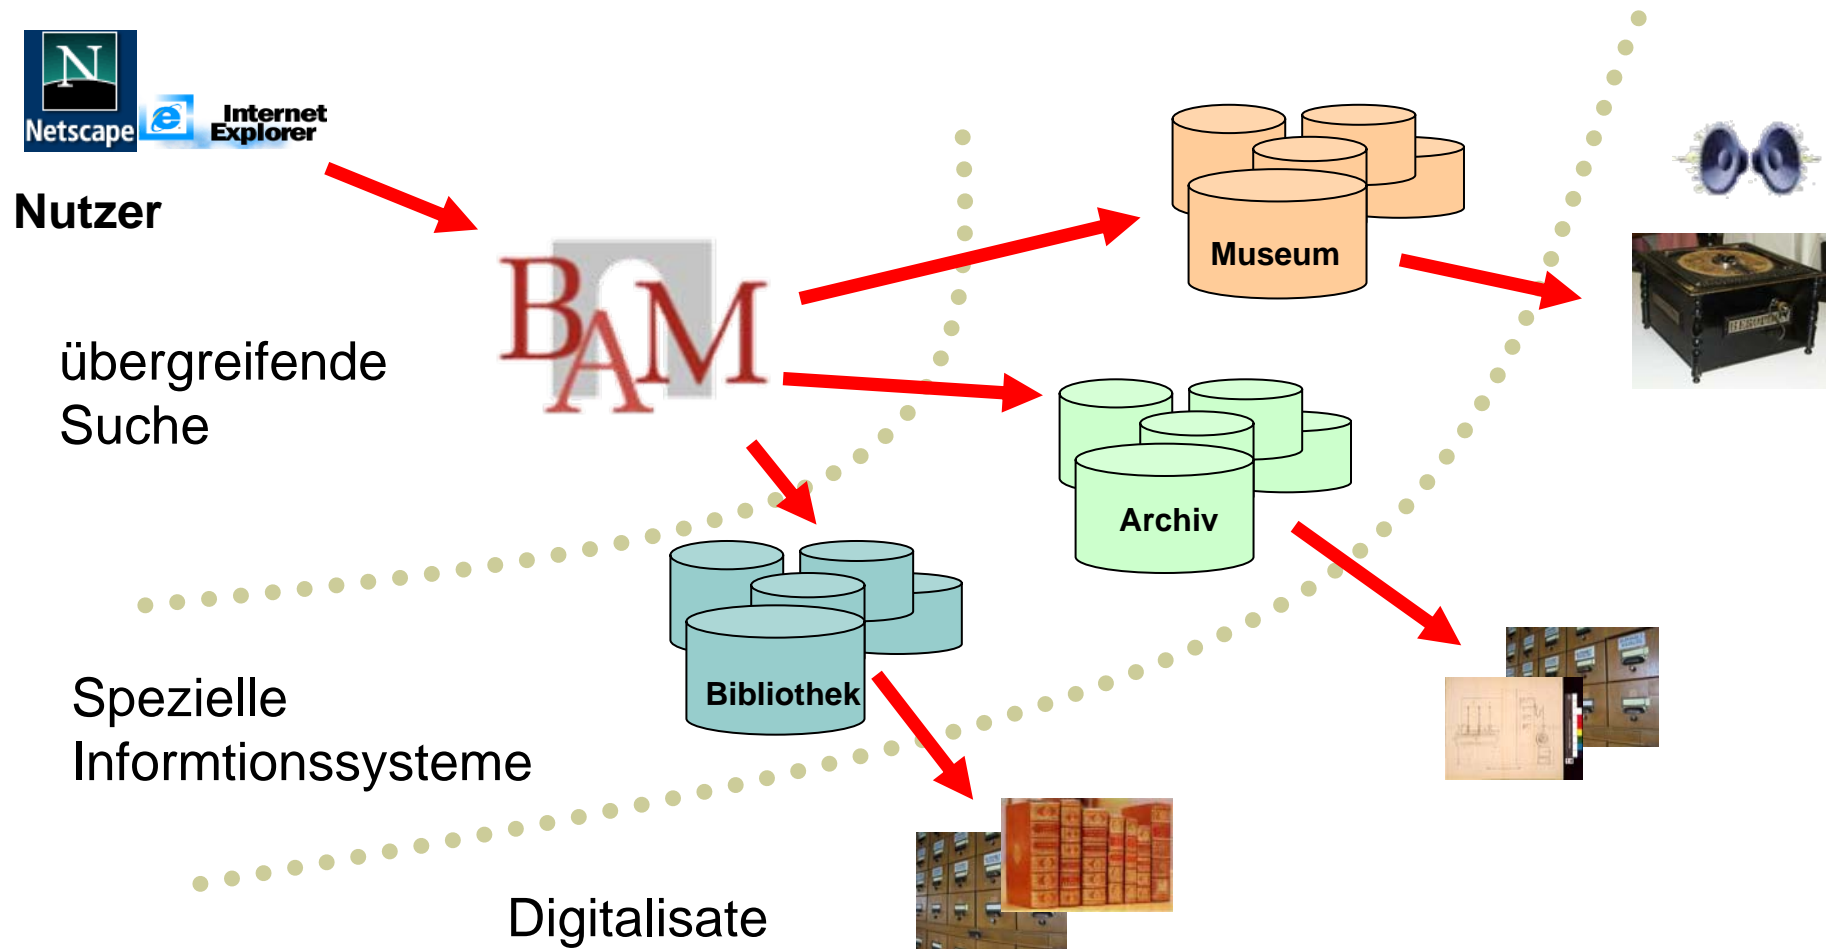 N
Netscape
Internet
Explorer
Nutzer
BAM
übergreifende
Suche
Museum
Archiv
Bibliothek
Spezielle
Informtionssysteme
Digitalisate